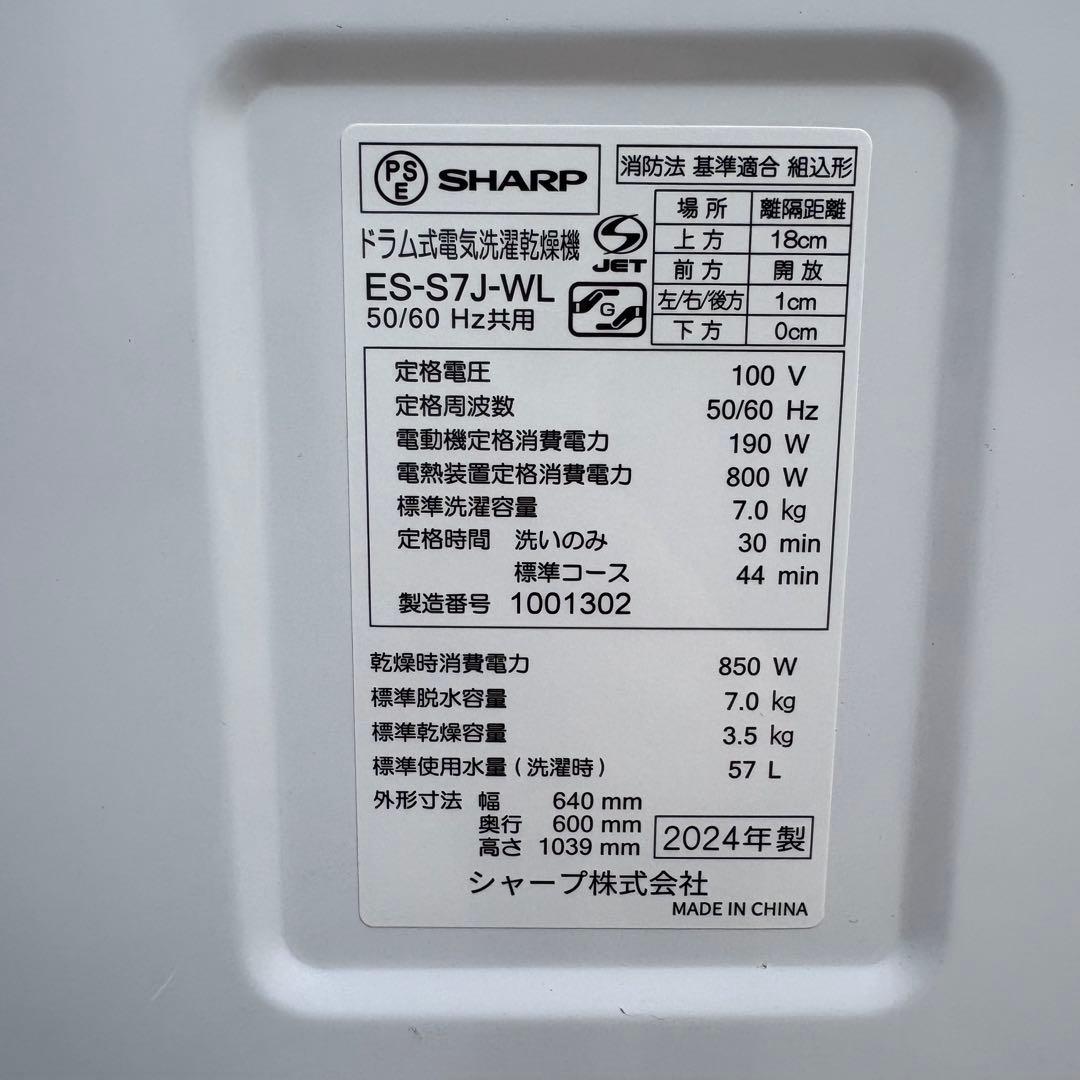 PSE SHARP
消防法 基準適合 組込形
場所 離隔距離
上方 18cm
前方 開放
左/右/後方 1cm
下方 0cm
ドラム式電気洗濯乾燥機
S JET
ES-S7J-WL
G
50/60 Hz共用
定格電圧 100 V
定格周波数 50/60 Hz
電動機定格消費電力 190 W
電熱装置定格消費電力 800 W
標準洗濯容量 7.0 kg
定格時間 洗いのみ 30 min
標準コース 44 min
製造番号 1001302
乾燥時消費電力 850 W
標準脱水容量 7.0 kg
標準乾燥容量 3.5 kg
標準使用水量(洗濯時) 57 L
外形寸法 幅 640 mm
奥行 600 mm
高さ 1039 mm
2024年製
シャープ株式会社
MADE IN CHINA